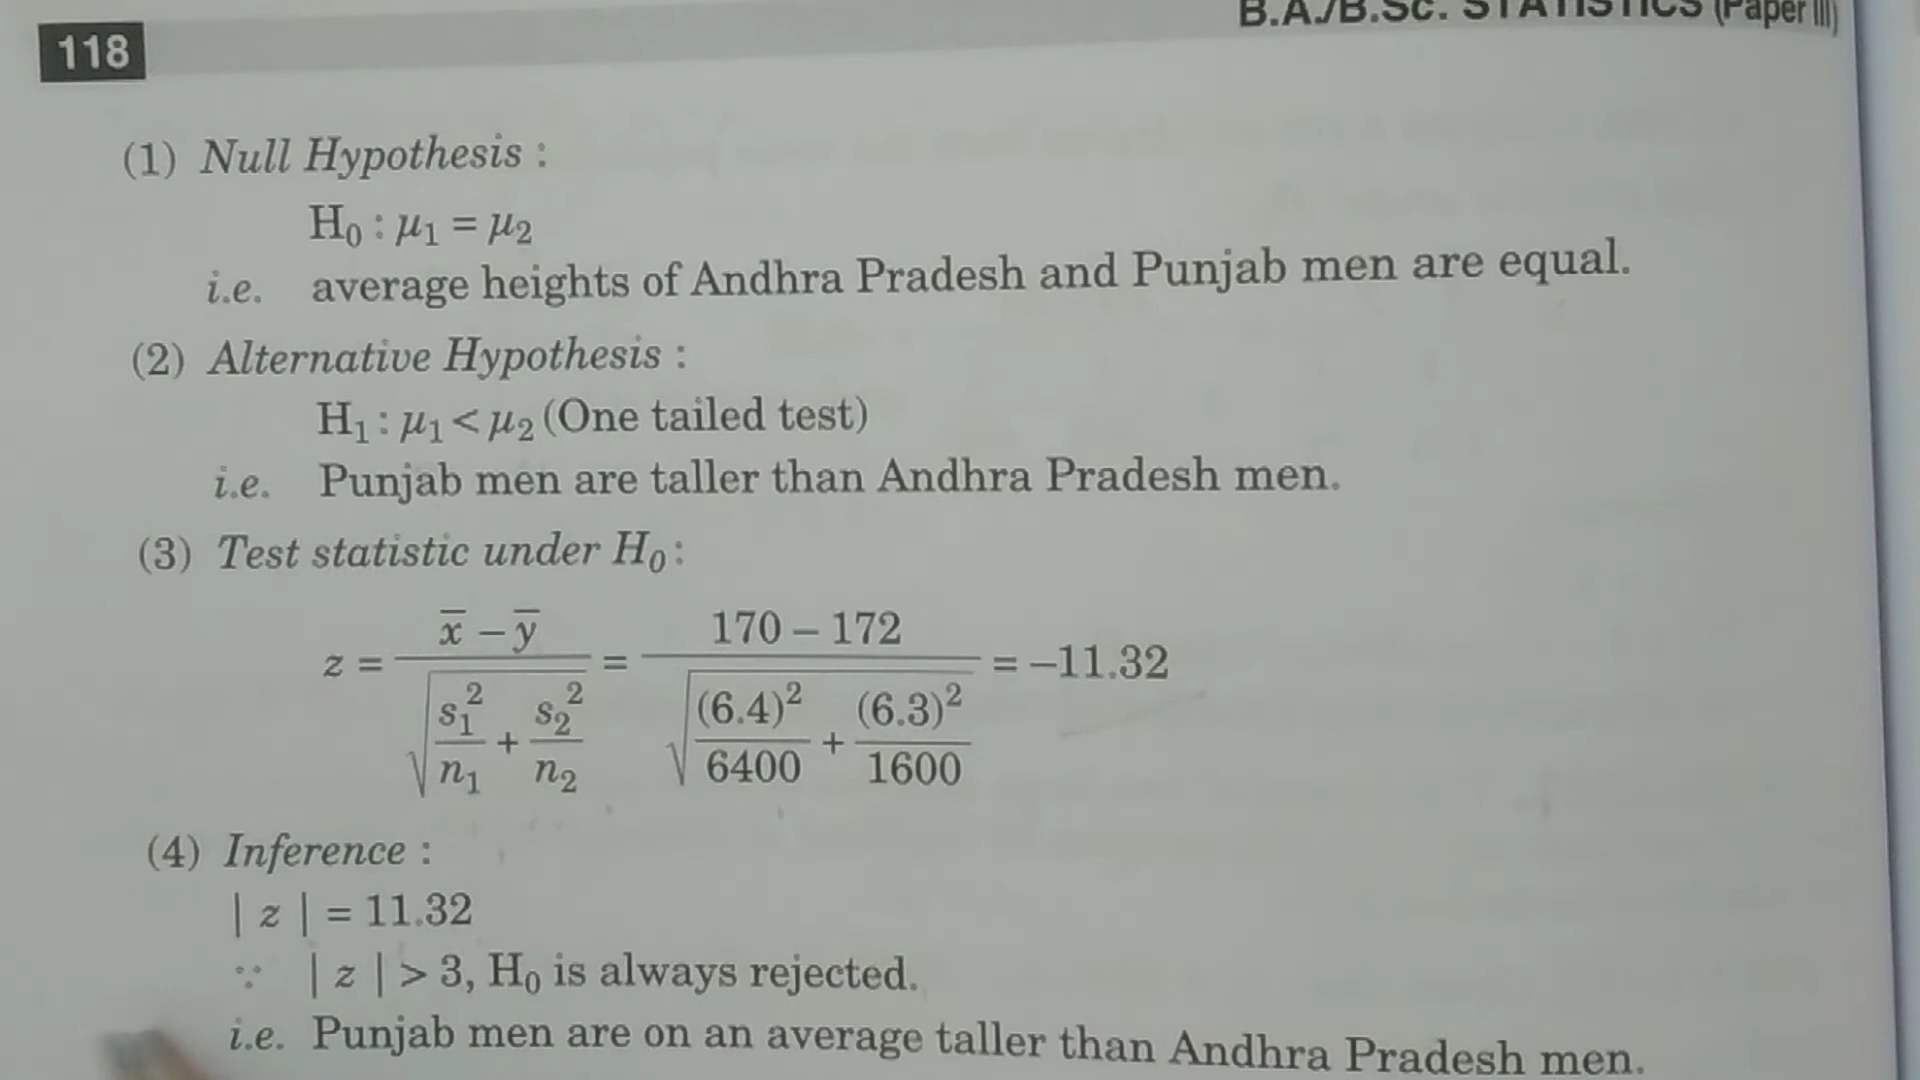 B.A./B.Sc. STATISTICS (Paper III)
118
(1) Null Hypothesis :
H₀ : μ₁ = μ₂
i.e. average heights of Andhra Pradesh and Punjab men are equal.
(2) Alternative Hypothesis :
H₁ : μ₁ < μ₂ (One tailed test)
i.e. Punjab men are taller than Andhra Pradesh men.
(3) Test statistic under H₀ :
z = (x̄ – ȳ) / √(s₁²/n₁ + s₂²/n₂) = (170 – 172) / √((6.4)²/6400 + (6.3)²/1600) = –11.32
(4) Inference :
| z | = 11.32
∵ | z | > 3, H₀ is always rejected.
i.e. Punjab men are on an average taller than Andhra Pradesh men.